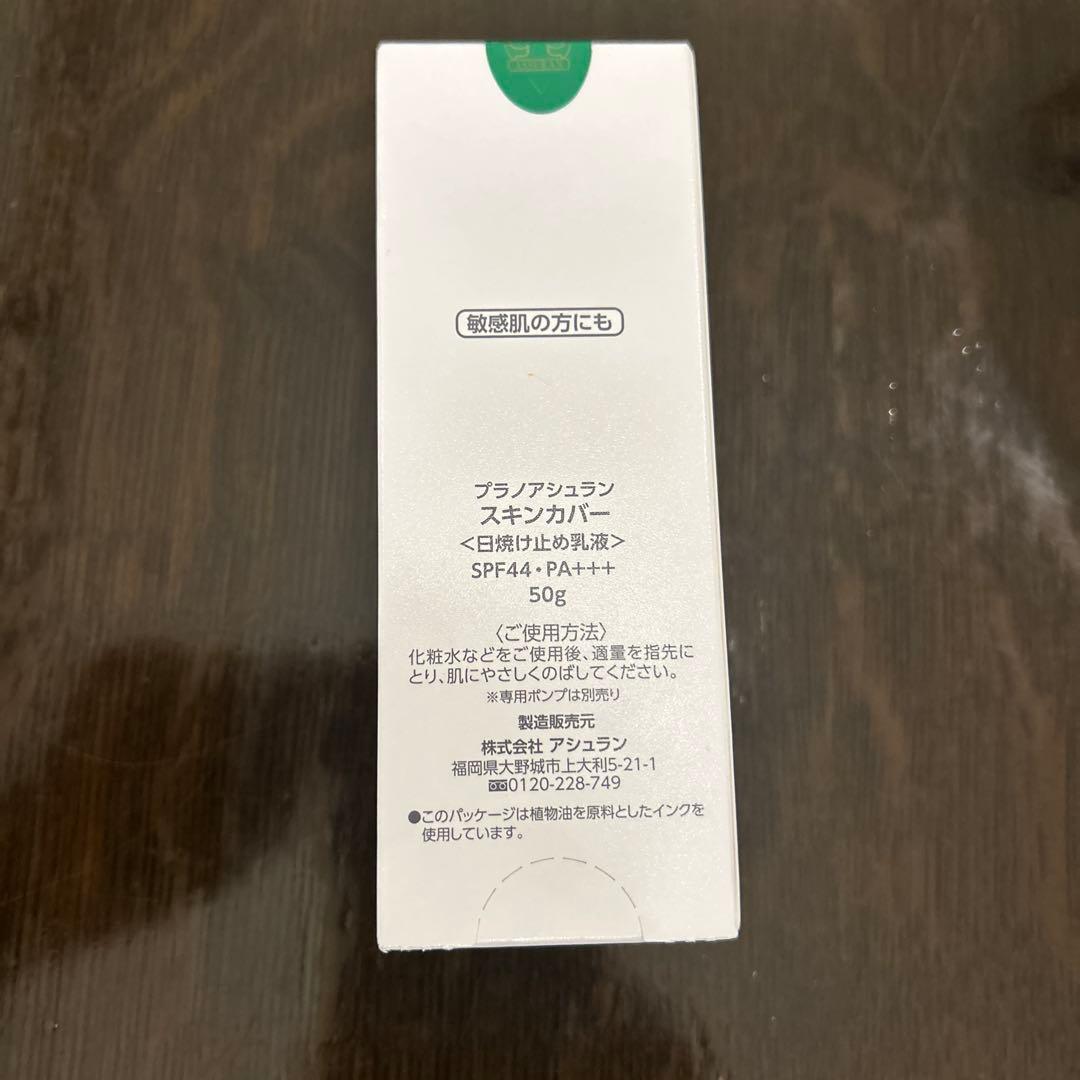 ASURAN
敏感肌の方にも
プラノアシュラン
スキンカバー
＜日焼け止め乳液＞
SPF44・PA+++
50g
〈ご使用方法〉
化粧水などをご使用後、適量を指先に
とり、肌にやさしくのばしてください。
※専用ポンプは別売り
製造販売元
株式会社 アシュラン
福岡県大野城市上大利5-21-1
0120-228-749
●このパッケージは植物油を原料としたインクを
使用しています。